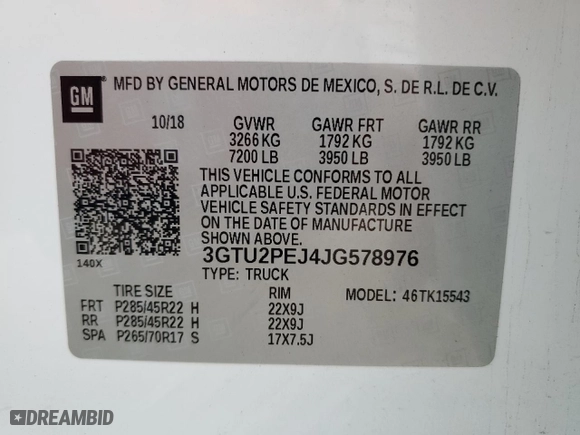 GM
MFD BY GENERAL MOTORS DE MEXICO, S. DE R.L. DE C.V.
10/18 GVWR GAWR FRT GAWR RR
3266 KG 1792 KG 1792 KG
7200 LB 3950 LB 3950 LB
THIS VEHICLE CONFORMS TO ALL
APPLICABLE U.S. FEDERAL MOTOR
VEHICLE SAFETY STANDARDS IN EFFECT
ON THE DATE OF MANUFACTURE
140X
3GTU2PEJ4JG578976
TYPE: TRUCK
TIRE SIZE RIM MODEL: 46TK15543
FRT P285/45R22 H 22X9J
RR P285/45R22 H 22X9J
SPA P265/70R17 S 17X7.5J
DREAMBID